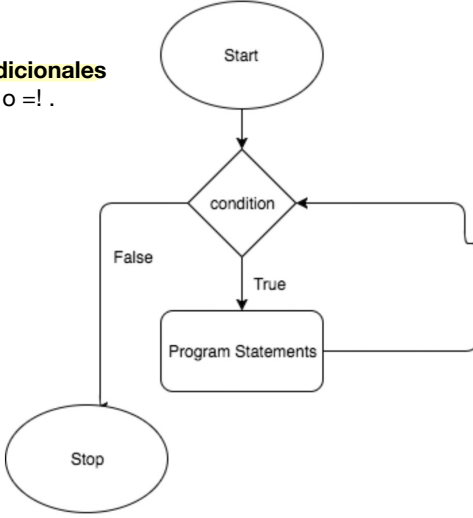 Start
dicionales
o =! .
condition
False
True
Program Statements
Stop